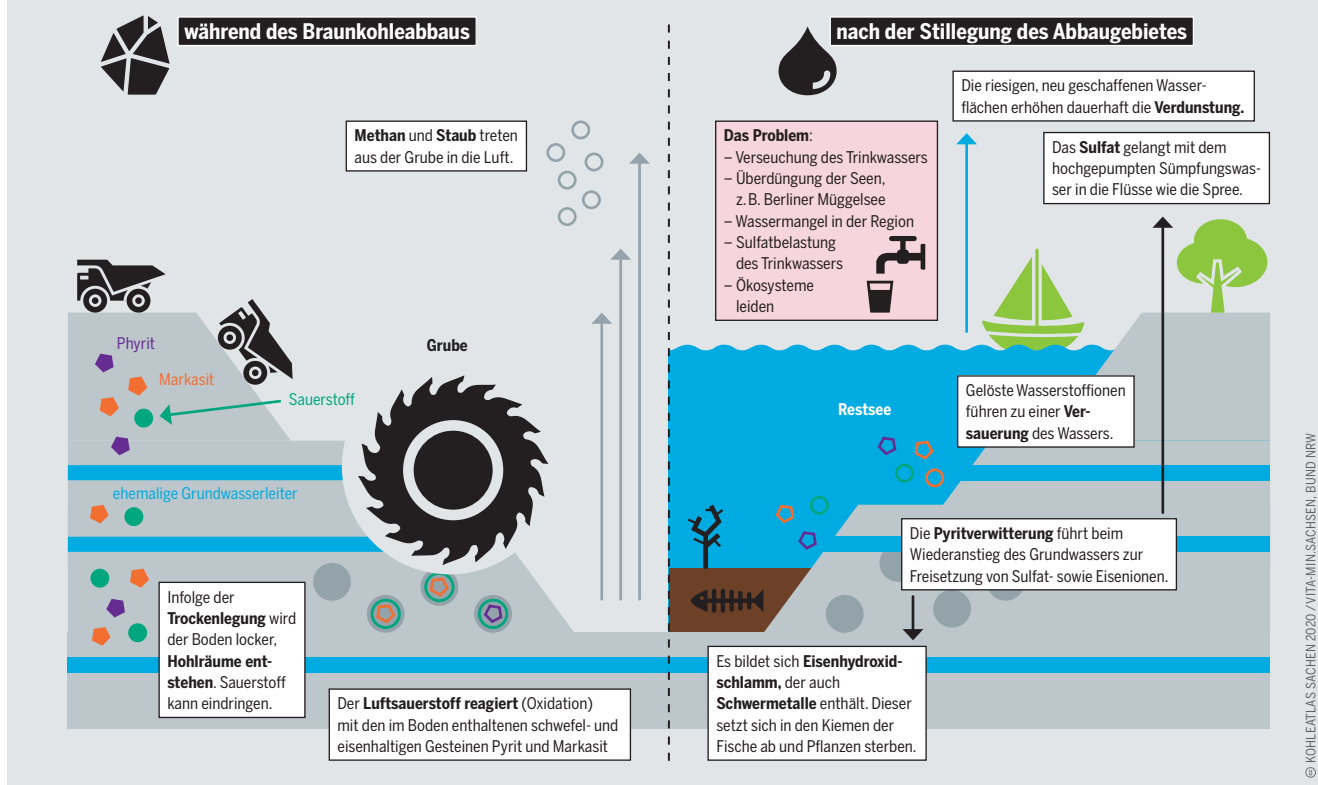 während des Braunkohleabbaus
Methan und Staub treten
aus der Grube in die Luft.
Phyrit
Markasit
Sauerstoff
Grube
ehemalige Grundwasserleiter
Infolge der
Trockenlegung wird
der Boden locker,
Hohlräume ent-
stehen. Sauerstoff
kann eindringen.
Der Luftsauerstoff reagiert (Oxidation)
mit den im Boden enthaltenen schwefel- und
eisenhaltigen Gesteinen Pyrit und Markasit
nach der Stillegung des Abbaugebietes
Die riesigen, neu geschaffenen Wasser-
flächen erhöhen dauerhaft die Verdunstung.
Das Problem:
– Verseuchung des Trinkwassers
– Überdüngung der Seen,
z. B. Berliner Müggelsee
– Wassermangel in der Region
– Sulfatbelastung
des Trinkwassers
– Ökosysteme
leiden
Das Sulfat gelangt mit dem
hochgepumpten Sümpfungswas-
ser in die Flüsse wie die Spree.
Restsee
Gelöste Wasserstoffionen
führen zu einer Ver-
sauerung des Wassers.
Die Pyritverwitterung führt beim
Wiederanstieg des Grundwassers zur
Freisetzung von Sulfat- sowie Eisenionen.
Es bildet sich Eisenhydroxid-
schlamm, der auch
Schwermetalle enthält. Dieser
setzt sich in den Kiemen der
Fische ab und Pflanzen sterben.
KOHLEATLAS SACHEN 2020 / VITA-MIN.SACHSEN, BUND NRW